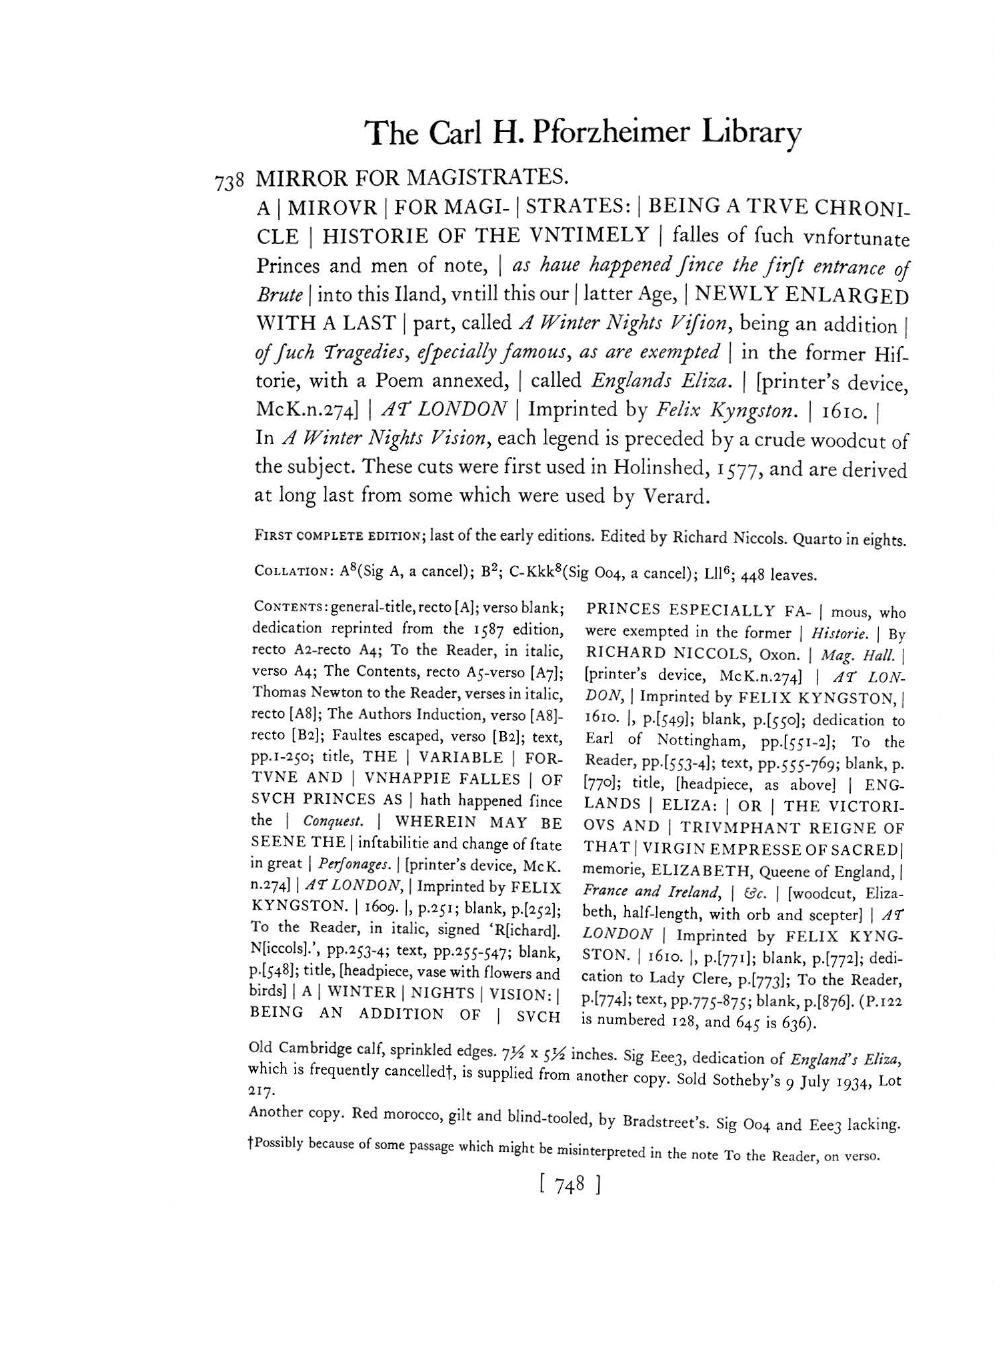 The Carl H. Pforzheimer Library
738 MIRROR FOR MAGISTRATES.
A | MIROVR | FOR MAGI- | STRATES: | BEING A TRVE CHRONI-
CLE | HISTORIE OF THE VNTIMELY | falles of ſuch vnfortunate
Princes and men of note, | as haue happened ſince the firſt entrance of
Brute | into this Iland, vntill this our | latter Age, | NEWLY ENLARGED
WITH A LAST | part, called A Winter Nights Viſion, being an addition |
of ſuch Tragedies, eſpecially famous, as are exempted | in the former Hiſ-
torie, with a Poem annexed, | called Englands Eliza. | [printer's device,
McK.n.274] | AT LONDON | Imprinted by Felix Kyngston. | 1610. |
In A Winter Nights Vision, each legend is preceded by a crude woodcut of
the subject. These cuts were first used in Holinshed, 1577, and are derived
at long last from some which were used by Verard.
FIRST COMPLETE EDITION; last of the early editions. Edited by Richard Niccols. Quarto in eights.
COLLATION: A⁸(Sig A, a cancel); B²; C-Kkk⁸(Sig Oo4, a cancel); Lll⁶; 448 leaves.
CONTENTS: general-title, recto [A]; verso blank;
dedication reprinted from the 1587 edition,
recto A2-recto A4; To the Reader, in italic,
verso A4; The Contents, recto A5-verso [A7];
Thomas Newton to the Reader, verses in italic,
recto [A8]; The Authors Induction, verso [A8]-
recto [B2]; Faultes escaped, verso [B2]; text,
pp.1-250; title, THE | VARIABLE | FOR-
TVNE AND | VNHAPPIE FALLES | OF
SVCH PRINCES AS | hath happened ſince
the | Conquest. | WHEREIN MAY BE
SEENE THE | inſtabilitie and change of ſtate
in great | Perſonages. | [printer's device, McK.
n.274] | AT LONDON, | Imprinted by FELIX
KYNGSTON. | 1609. |, p.251; blank, p.[252];
To the Reader, in italic, signed 'R[ichard].
N[iccols].', pp.253-4; text, pp.255-547; blank,
p.[548]; title, [headpiece, vase with flowers and
birds] | A | WINTER | NIGHTS | VISION: |
BEING AN ADDITION OF | SVCH
PRINCES ESPECIALLY FA- | mous, who
were exempted in the former | Historie. | By
RICHARD NICCOLS, Oxon. | Mag. Hall. |
[printer's device, McK.n.274] | AT LON-
DON, | Imprinted by FELIX KYNGSTON, |
1610. |, p.[549]; blank, p.[550]; dedication to
Earl of Nottingham, pp.[551-2]; To the
Reader, pp.[553-4]; text, pp.555-769; blank, p.
[770]; title, [headpiece, as above] | ENG-
LANDS | ELIZA: | OR | THE VICTORI-
OVS AND | TRIVMPHANT REIGNE OF
THAT | VIRGIN EMPRESSE OF SACRED |
memorie, ELIZABETH, Queene of England, |
France and Ireland, | &c. | [woodcut, Eliza-
beth, half-length, with orb and scepter] | AT
LONDON | Imprinted by FELIX KYNG-
STON. | 1610. |, p.[771]; blank, p.[772]; dedi-
cation to Lady Clere, p.[773]; To the Reader,
p.[774]; text, pp.775-875; blank, p.[876]. (P.122
is numbered 128, and 645 is 636).
Old Cambridge calf, sprinkled edges. 7½ x 5½ inches. Sig Eee3, dedication of England's Eliza,
which is frequently cancelled†, is supplied from another copy. Sold Sotheby's 9 July 1934, Lot
217.
Another copy. Red morocco, gilt and blind-tooled, by Bradstreet's. Sig Oo4 and Eee3 lacking.
†Possibly because of some passage which might be misinterpreted in the note To the Reader, on verso.
[ 748 ]